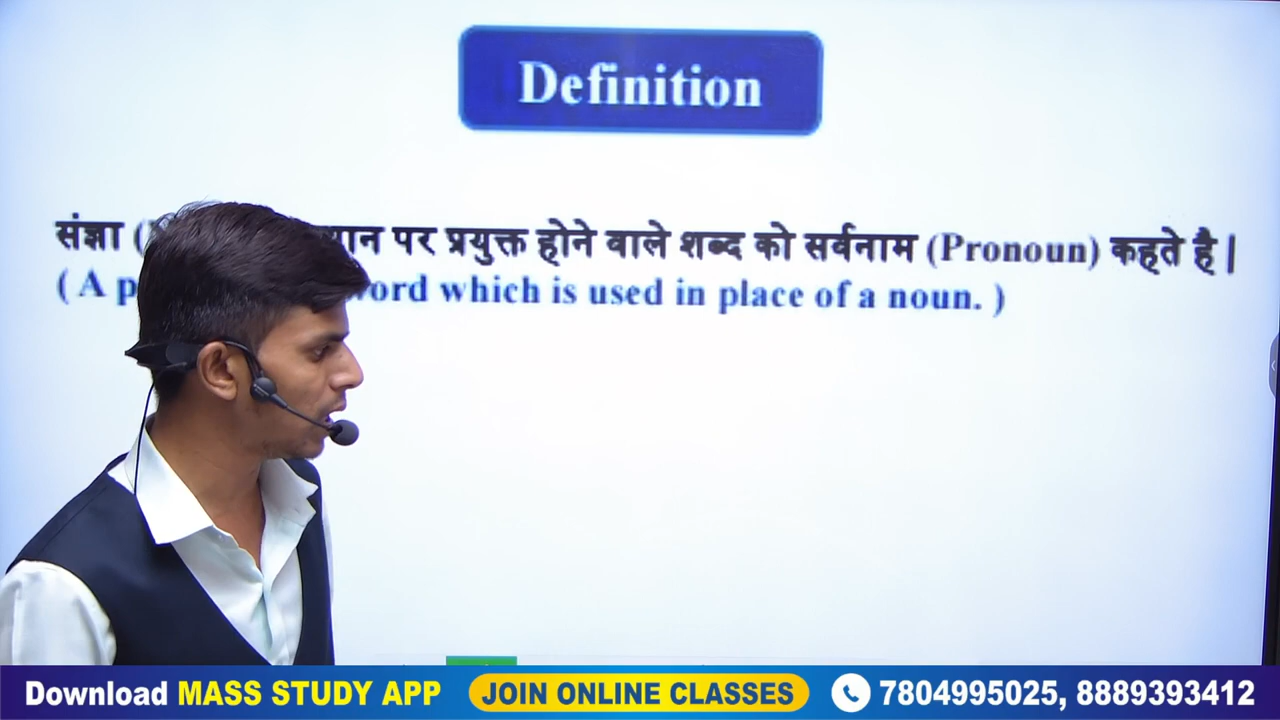 Definition
संज्ञा ( पर प्रयुक्त होने वाले शब्द को सर्वनाम (Pronoun) कहते है |
( A which is used in place of a noun. )
Download MASS STUDY APP JOIN ONLINE CLASSES 7804995025, 8889393412